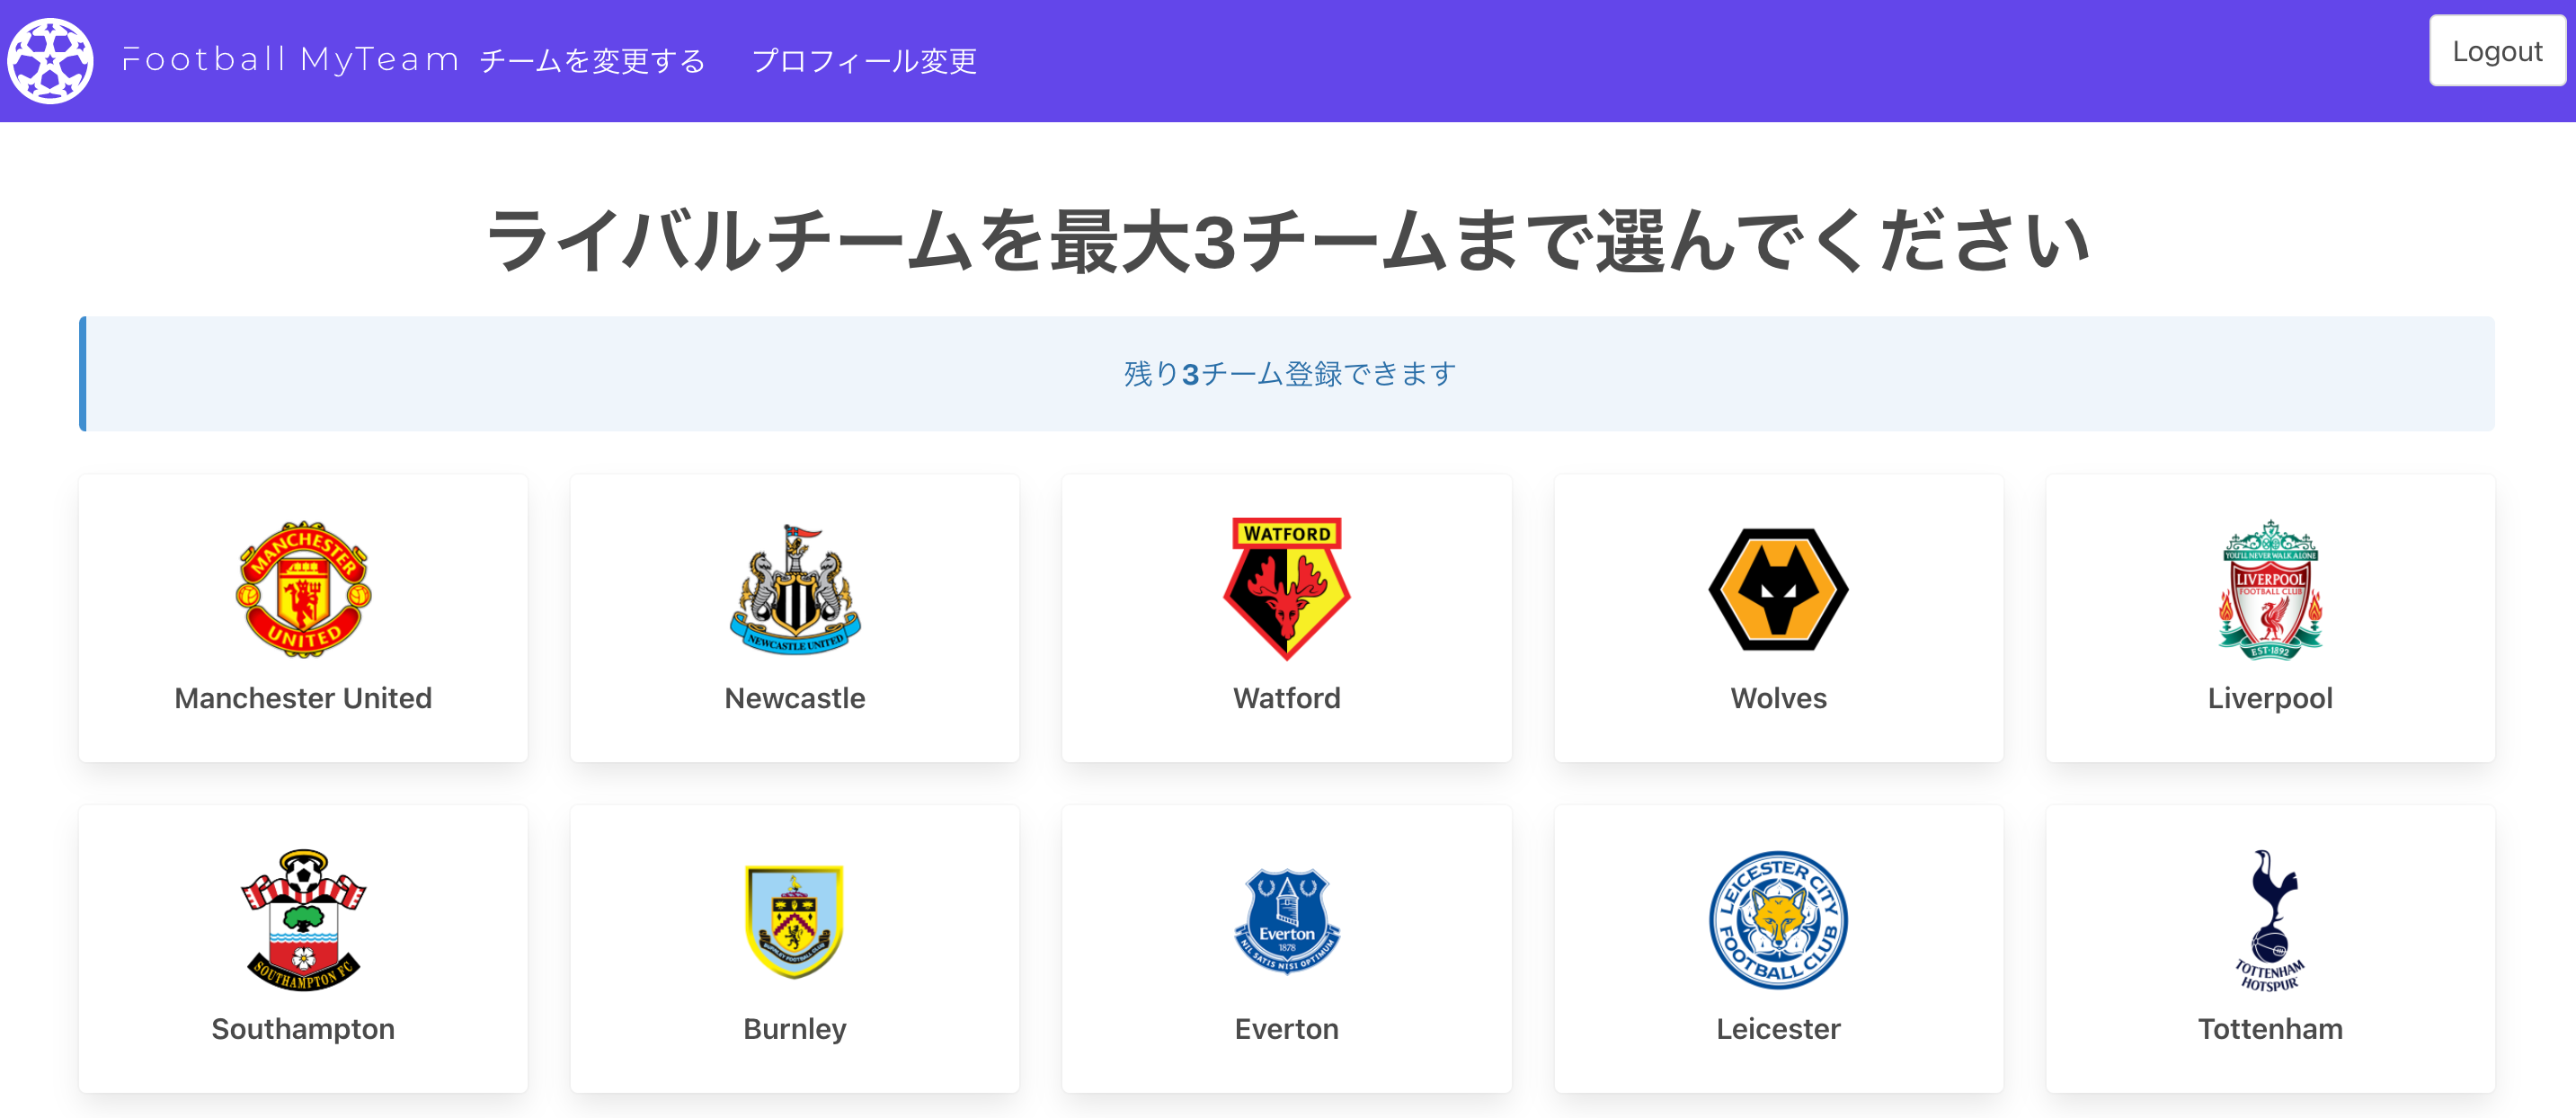 Football MyTeam チームを変更する プロフィール変更 Logout
ライバルチームを最大3チームまで選んでください
残り3チーム登録できます
MANCHESTER UNITED
NEWCASTLE UNITED
WATFORD
YOU'LL NEVER WALK ALONE
LIVERPOOL
FOOTBALL CLUB
EST·1892
Manchester United Newcastle Watford Wolves Liverpool
SOUTHAMPTON FC
BURNLEY FOOTBALL CLUB
Everton
1878
NIL SATIS NISI OPTIMUM
LEICESTER CITY
FOOTBALL CLUB
TOTTENHAM
HOTSPUR
Southampton Burnley Everton Leicester Tottenham